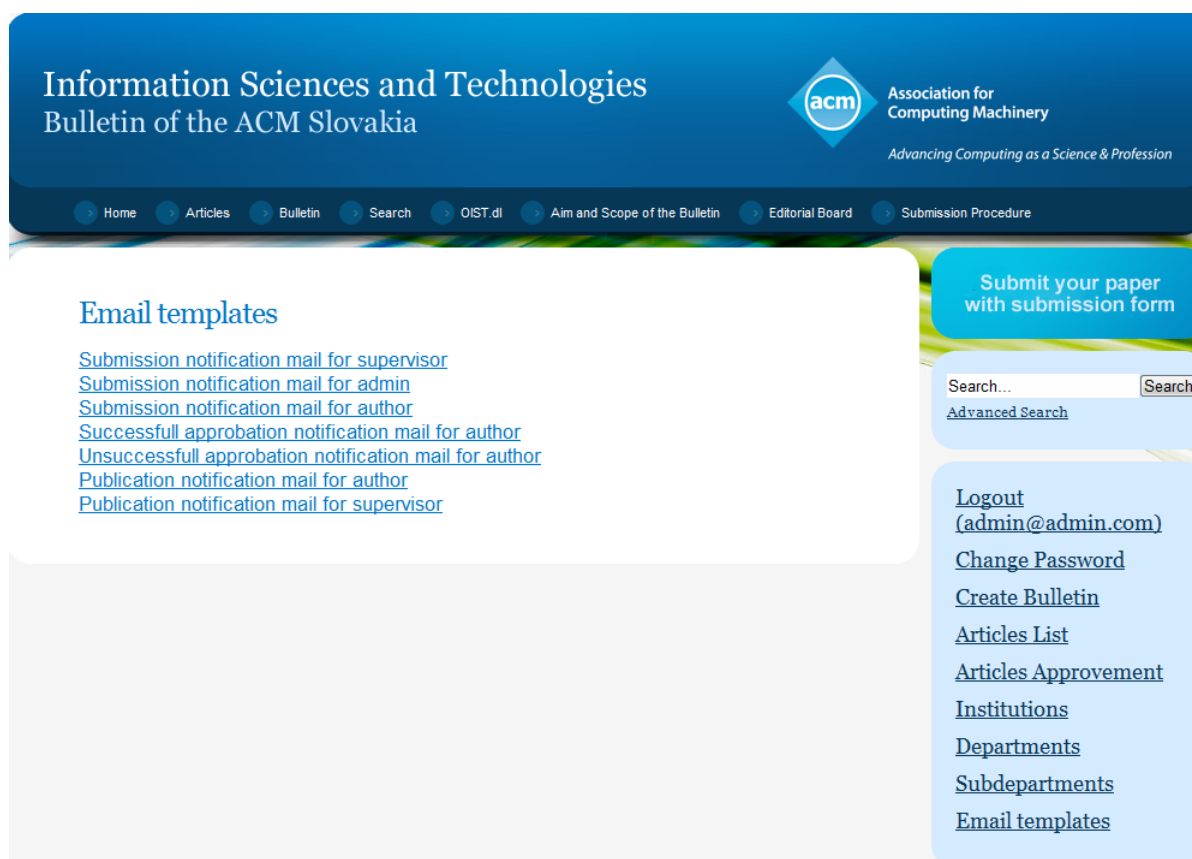 Information Sciences and Technologies
Bulletin of the ACM Slovakia
acm
Association for
Computing Machinery
Advancing Computing as a Science & Profession
Home Articles Bulletin Search OIST.dl Aim and Scope of the Bulletin Editorial Board Submission Procedure
Email templates
Submission notification mail for supervisor
Submission notification mail for admin
Submission notification mail for author
Successfull approbation notification mail for author
Unsuccessfull approbation notification mail for author
Publication notification mail for author
Publication notification mail for supervisor
Submit your paper
with submission form
Search... Search
Advanced Search
Logout
(admin@admin.com)
Change Password
Create Bulletin
Articles List
Articles Approvement
Institutions
Departments
Subdepartments
Email templates